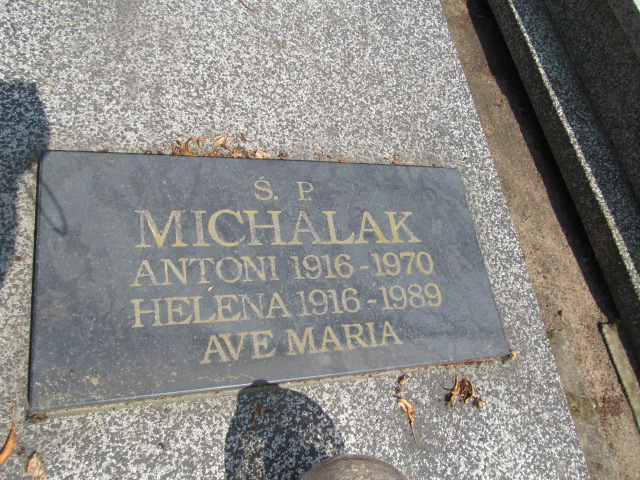 Ś. P.
MICHALAK
ANTONI 1916-1970
HELENA 1916-1989
AVE MARIA